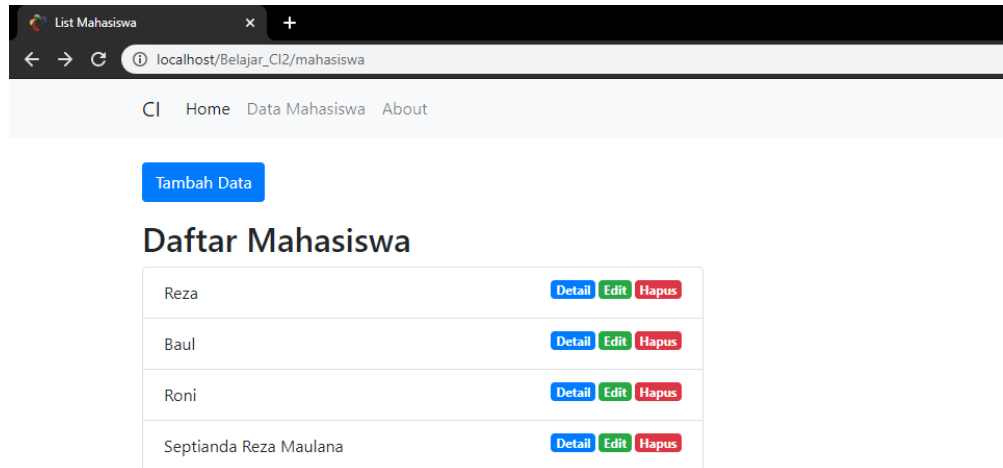 List Mahasiswa
localhost/Belajar_CI2/mahasiswa
CI Home Data Mahasiswa About
Tambah Data
Daftar Mahasiswa
Reza Detail Edit Hapus
Baul Detail Edit Hapus
Roni Detail Edit Hapus
Septianda Reza Maulana Detail Edit Hapus